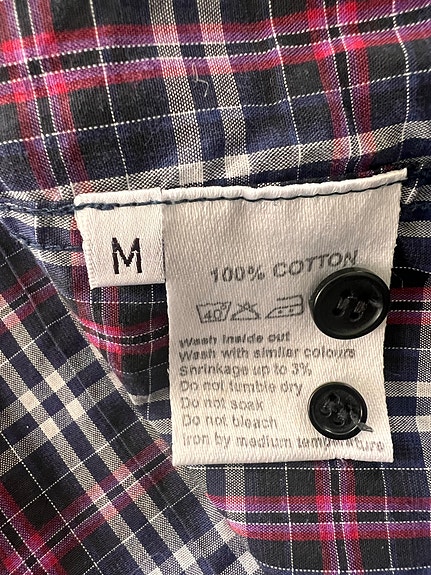 M
100% COTTON
40
Wash inside out
Wash with similar colours
Shrinkage up to 3%
Do not tumble dry
Do not soak
Do not bleach
Iron by medium temperature